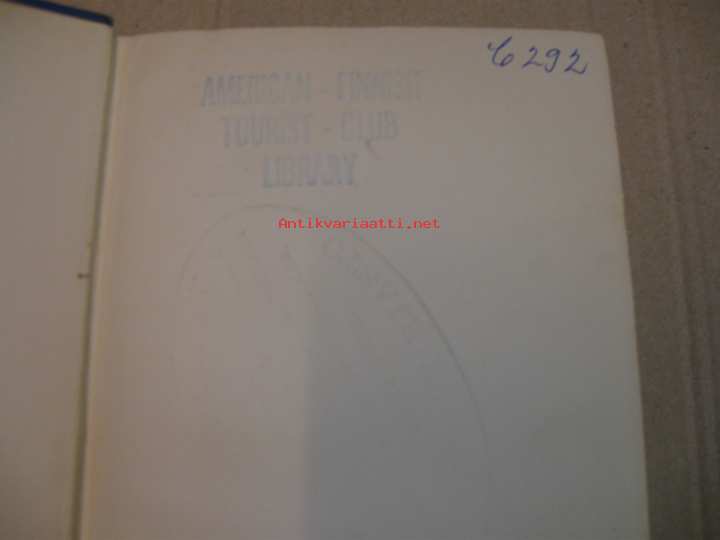 6292
AMERICAN - FINNISH
TOURIST - CLUB
LIBRARY
Antikvariaatti.net